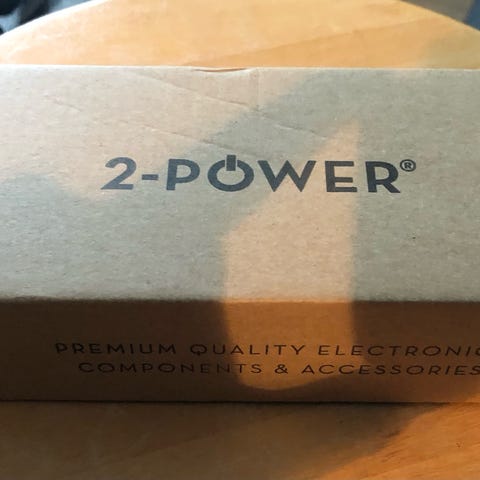 2-POWER®
PREMIUM QUALITY ELECTRONIC
COMPONENTS & ACCESSORIES